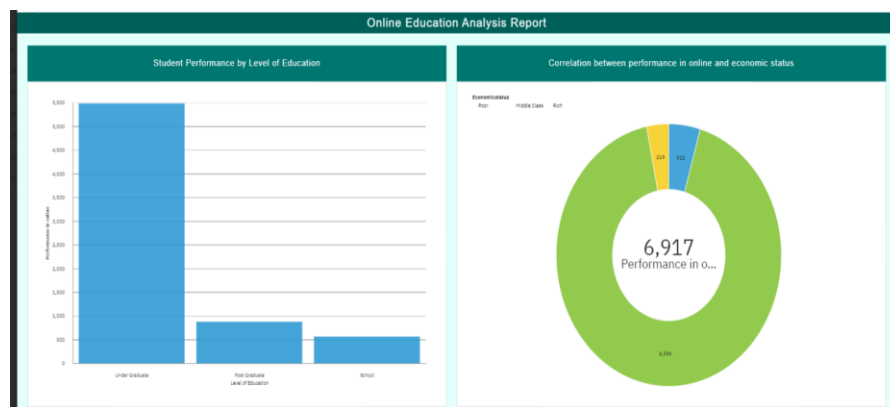 Online Education Analysis Report
Student Performance by Level of Education
Correlation between performance in online and economic status
5,500
5,000
4,500
4,000
3,500
3,000
2,500
2,000
1,500
1,000
500
0
Performance in online
Under Graduate Post Graduate School
Level of Education
Economicstatus
Poor Middle Class Rich
219 312
6,917
Performance in o...